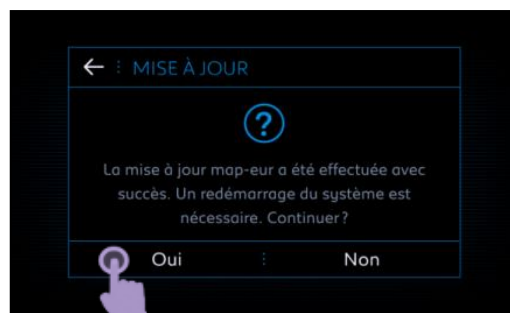 MISE À JOUR
?
La mise à jour map-eur a été effectuée avec
succès. Un redémarrage du système est
nécessaire. Continuer ?
Oui
Non